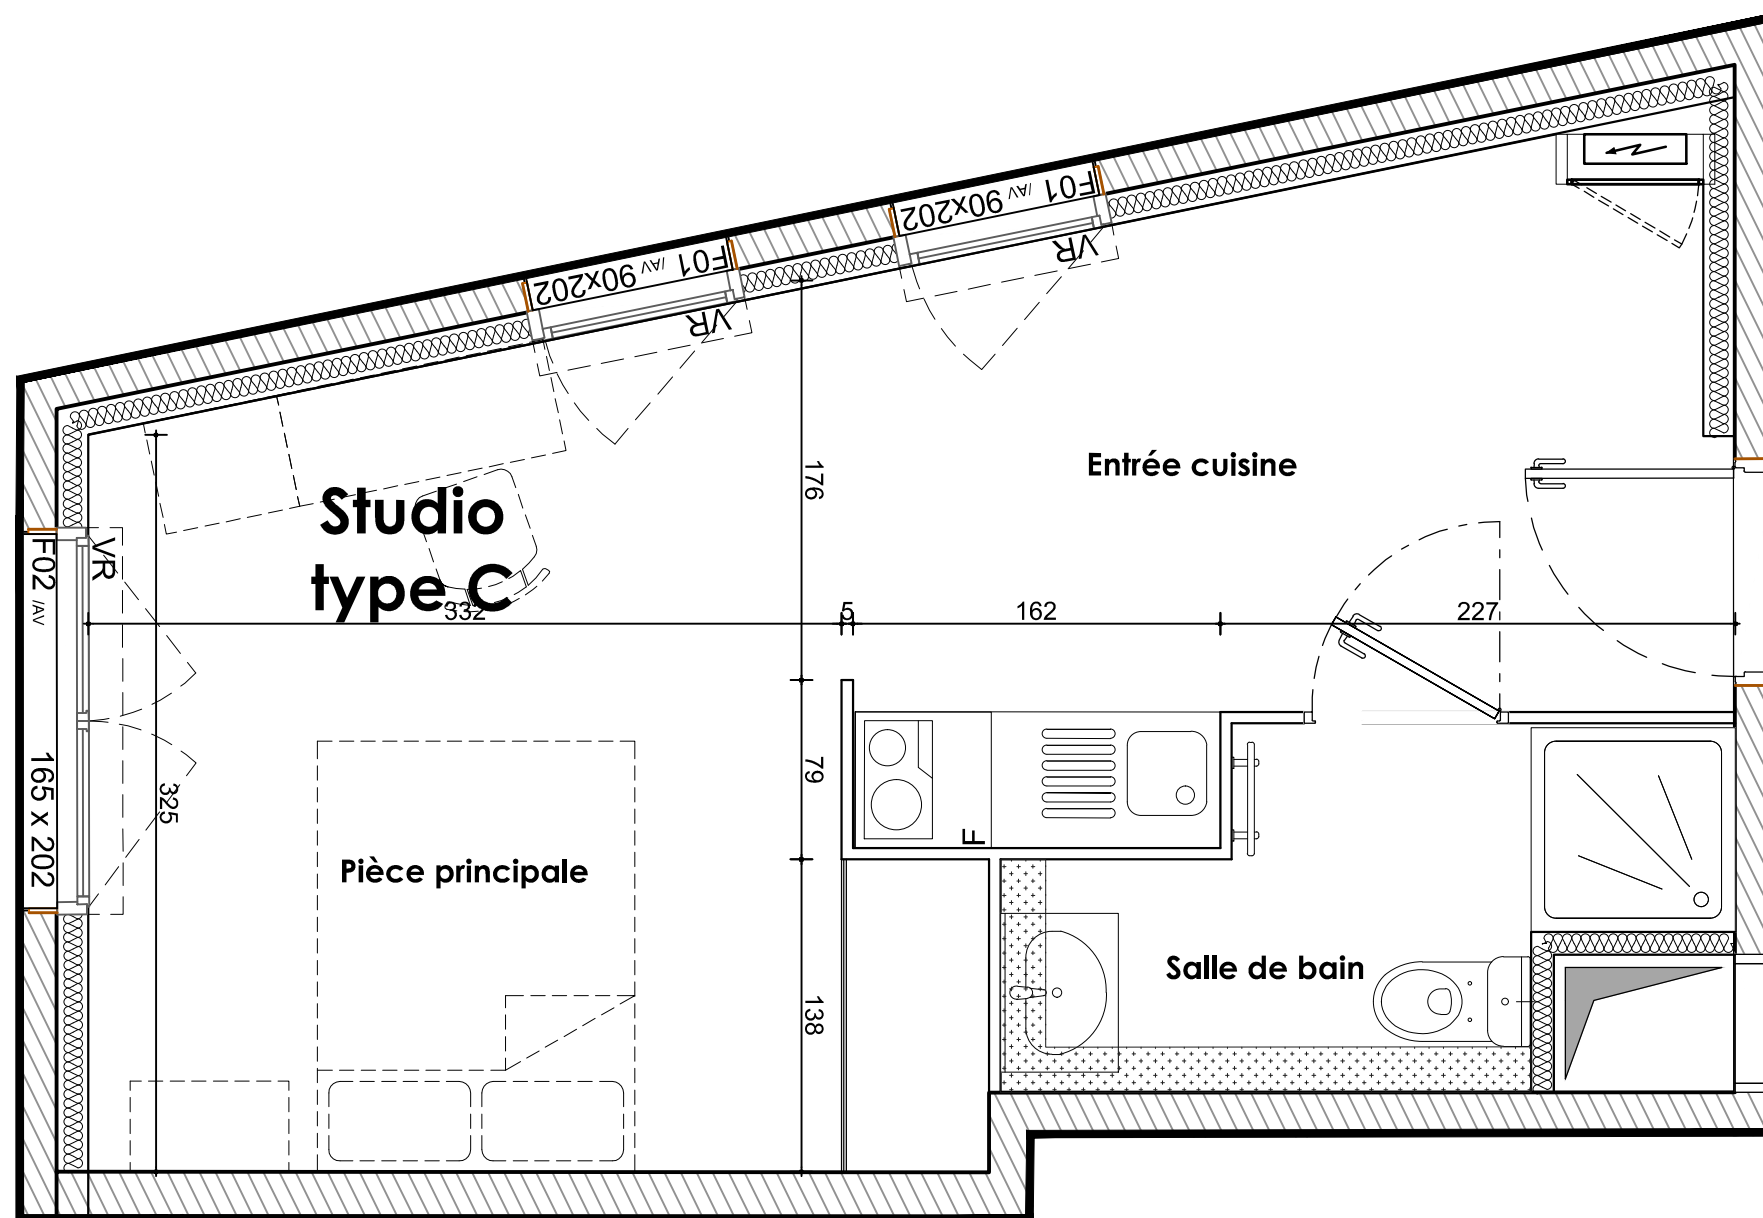 F01 /AV 90x202
VR
F01 /AV 90x202
VR
Entrée cuisine
176
Studio
type C
F02 /AV
165 x 202
VR
332
5
162
227
325
79
F
Pièce principale
Salle de bain
138